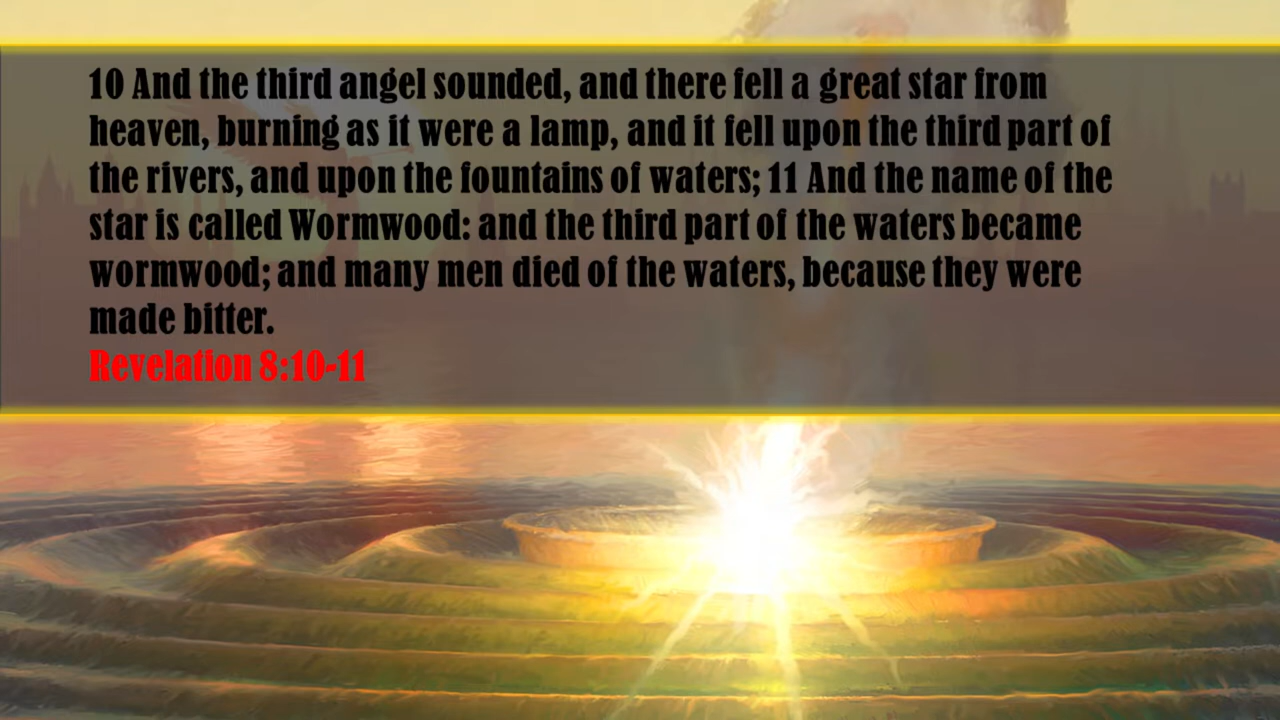 10 And the third angel sounded, and there fell a great star from
heaven, burning as it were a lamp, and it fell upon the third part of
the rivers, and upon the fountains of waters; 11 And the name of the
star is called Wormwood: and the third part of the waters became
wormwood; and many men died of the waters, because they were
made bitter.
Revelation 8:10-11